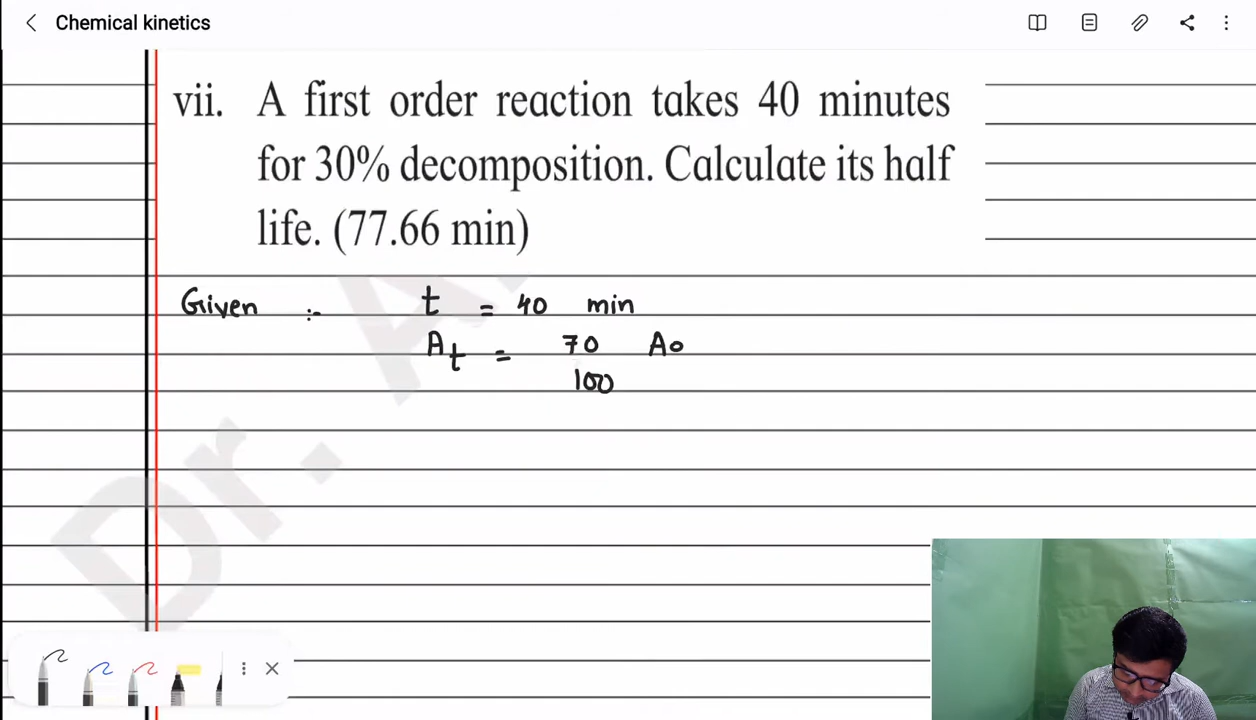 Chemical kinetics
vii. A first order reaction takes 40 minutes
for 30% decomposition. Calculate its half
life. (77.66 min)
Given :- t = 40 min
At = 70 A0
100
Dr. A